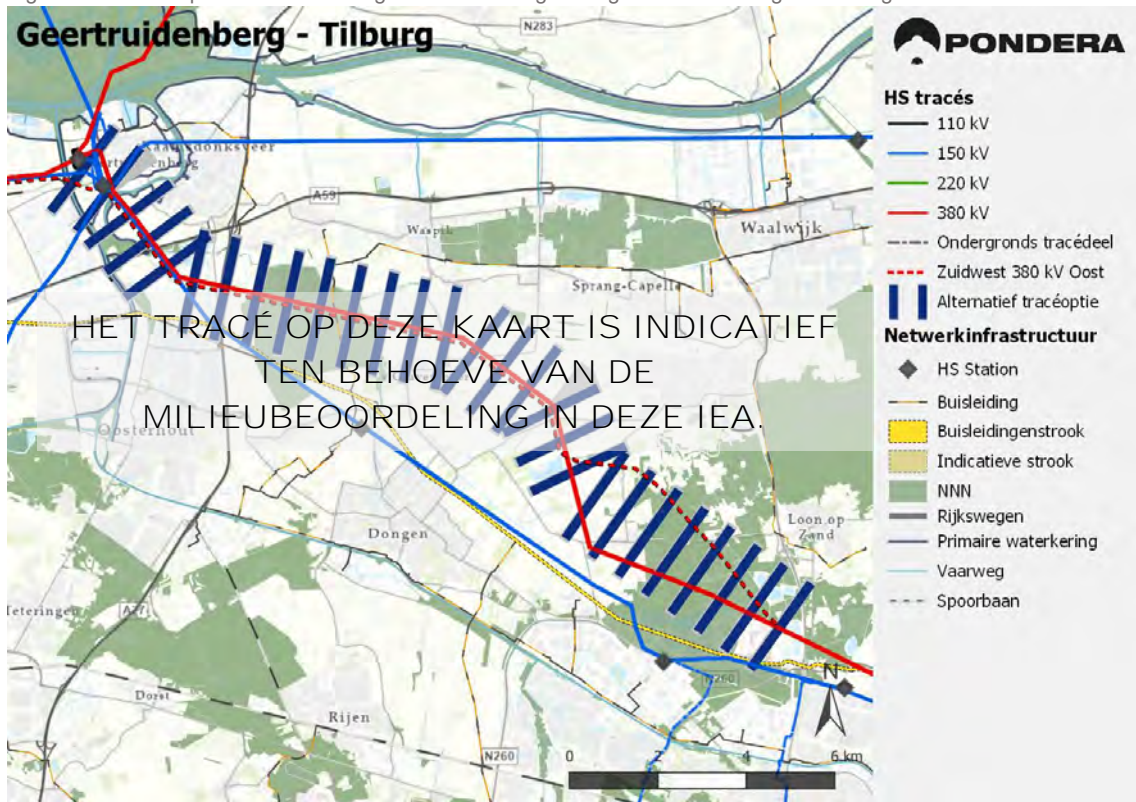 Geertruidenberg - Tilburg
PONDERA
HS tracés
110 kV
150 kV
220 kV
380 kV
Ondergronds tracédeel
Zuidwest 380 kV Oost
Alternatief tracéoptie
Netwerkinfrastructuur
HS Station
Buisleiding
Buisleidingenstrook
Indicatieve strook
NNN
Rijkswegen
Primaire waterkering
Vaarweg
Spoorbaan
N283
A59
Waspik
Waalwijk
Sprang-Capelle
HET TRACÉ OP DEZE KAART IS INDICATIEF
TEN BEHOEVE VAN DE
MILIEUBEOORDELING IN DEZE IEA.
Oosterhout
Dongen
Loon op
Zand
A27
Dorst
Rijen
N260
N260
N
0 2 4 6 km